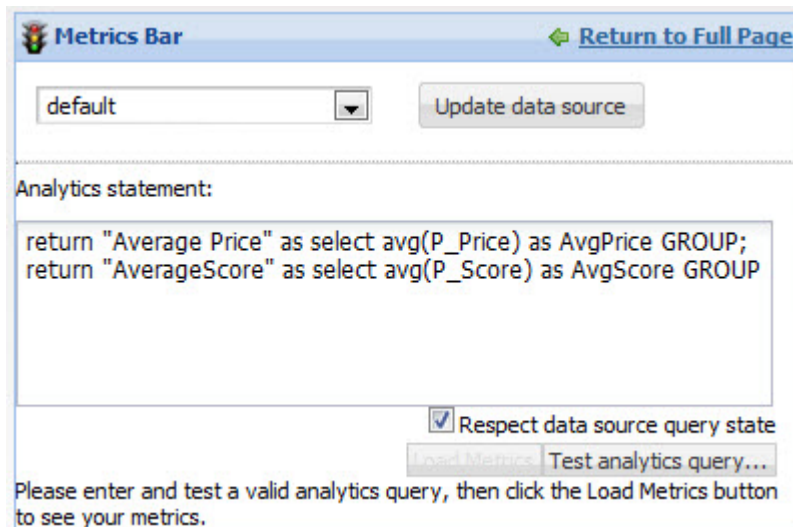 Metrics Bar
Return to Full Page
default
Update data source
Analytics statement:
return "Average Price" as select avg(P_Price) as AvgPrice GROUP;
return "AverageScore" as select avg(P_Score) as AvgScore GROUP
Respect data source query state
Load Metrics
Test analytics query...
Please enter and test a valid analytics query, then click the Load Metrics button
to see your metrics.